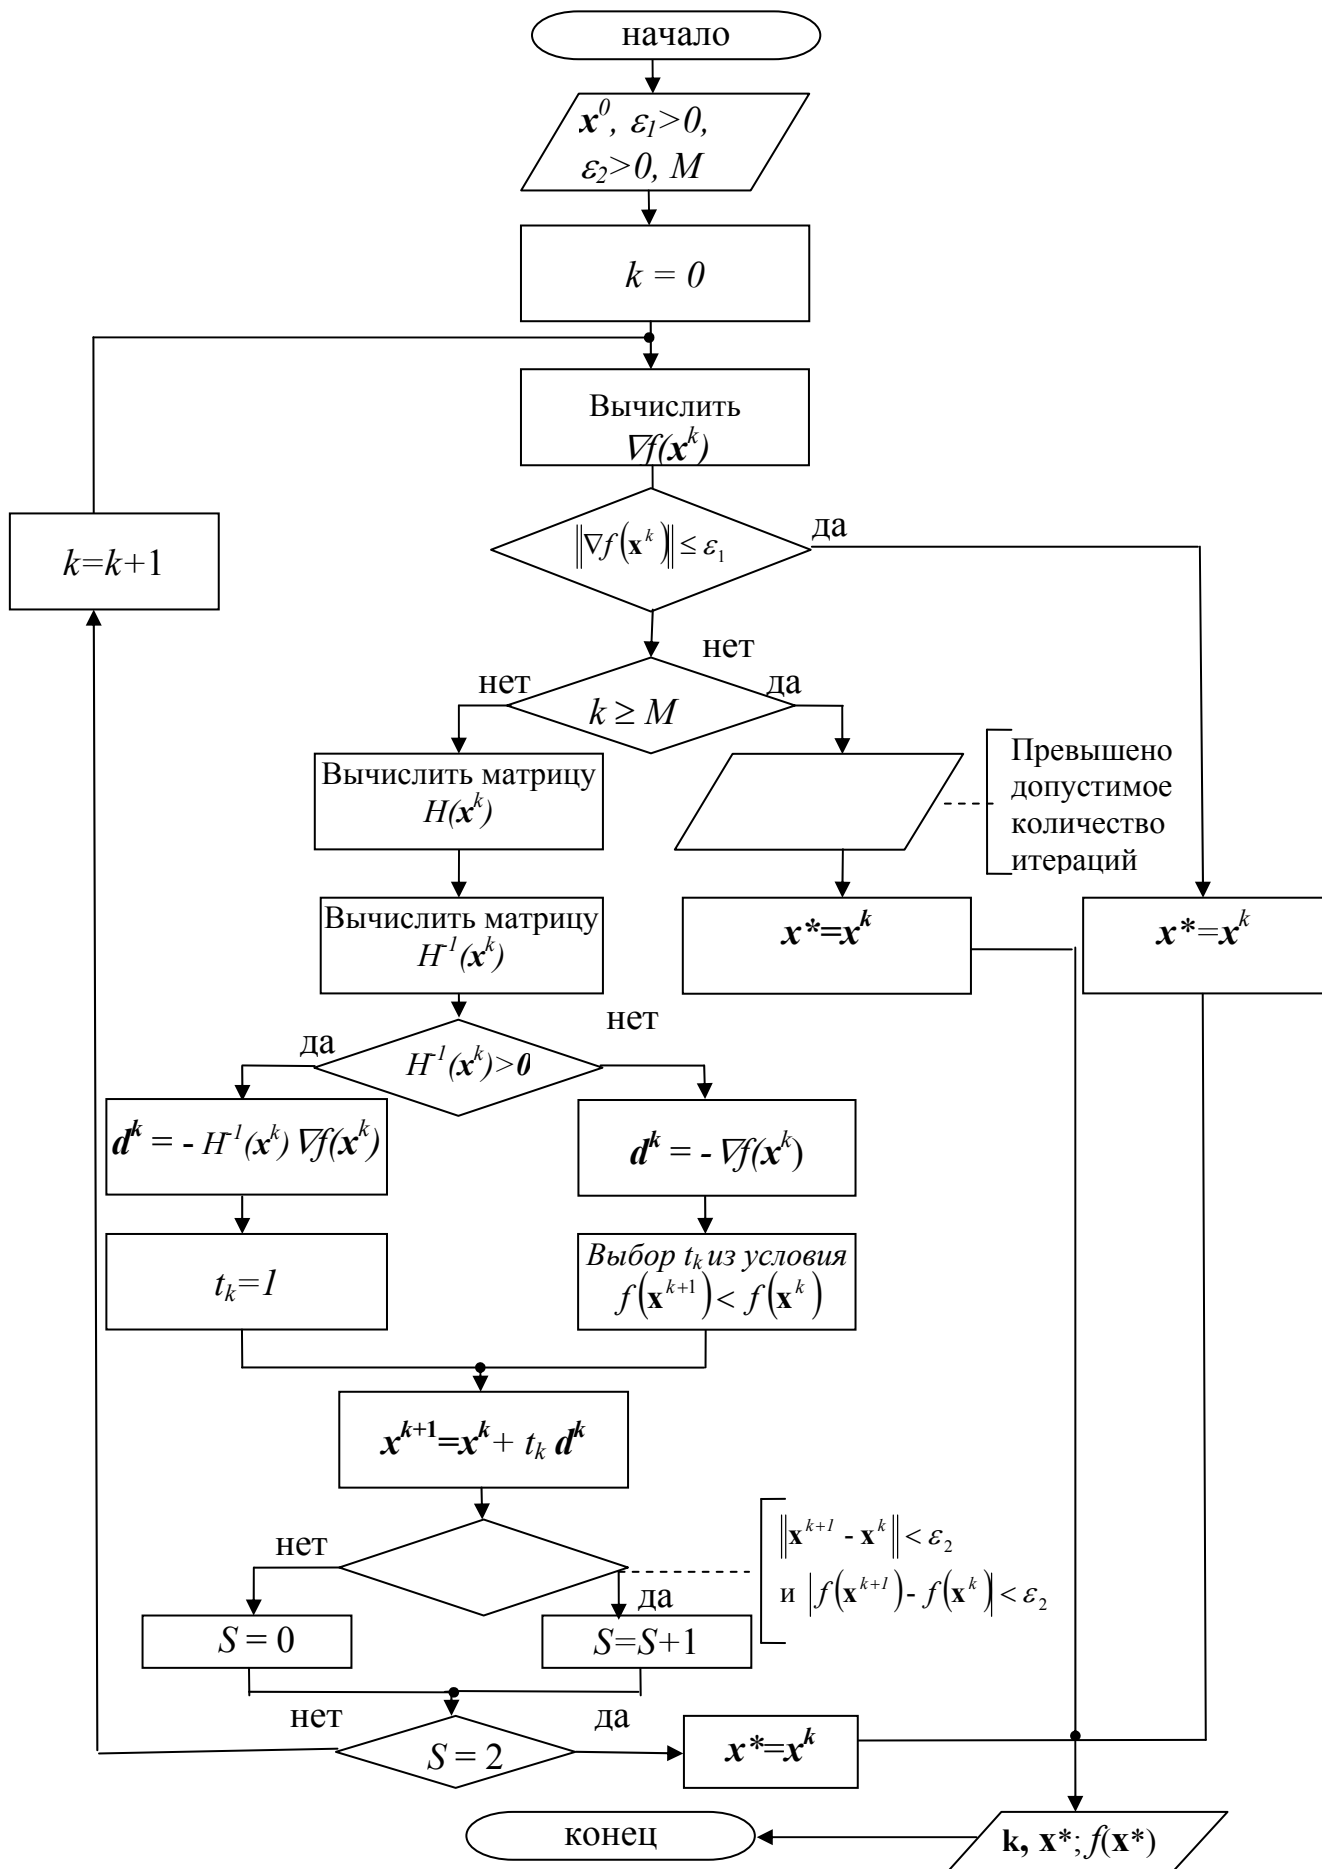 начало
x⁰, ε₁>0,
ε₂>0, M
k = 0
Вычислить
∇f(xᵏ)
k=k+1
‖∇f(xᵏ)‖ ≤ ε₁
да
нет
нет
да
k ≥ M
Вычислить матрицу
H(xᵏ)
Превышено
допустимое
количество
итераций
Вычислить матрицу
H⁻¹(xᵏ)
x*=xᵏ
x*=xᵏ
да
нет
H⁻¹(xᵏ)>0
dᵏ = - H⁻¹(xᵏ) ∇f(xᵏ)
dᵏ = - ∇f(xᵏ)
tₖ=1
Выбор tₖ из условия
f(xᵏ⁺¹) < f(xᵏ)
xᵏ⁺¹=xᵏ+ tₖ dᵏ
нет
да
‖xᵏ⁺¹ - xᵏ‖ < ε₂
и |f(xᵏ⁺¹) - f(xᵏ)| < ε₂
S = 0
S=S+1
нет
да
S = 2
x*=xᵏ
конец
k, x*; f(x*)